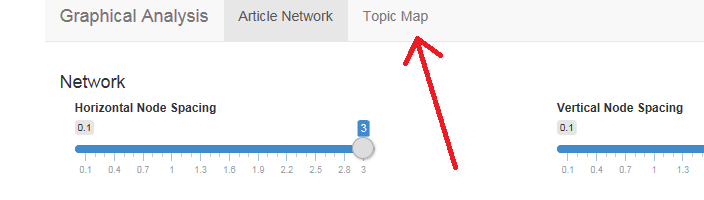 Graphical Analysis Article Network Topic Map
Network
Horizontal Node Spacing Vertical Node Spacing
0.1 3 0.1
0.1 0.4 0.7 1 1.3 1.6 1.9 2.2 2.5 2.8 3 0.1 0.4 0.7 1 1.3